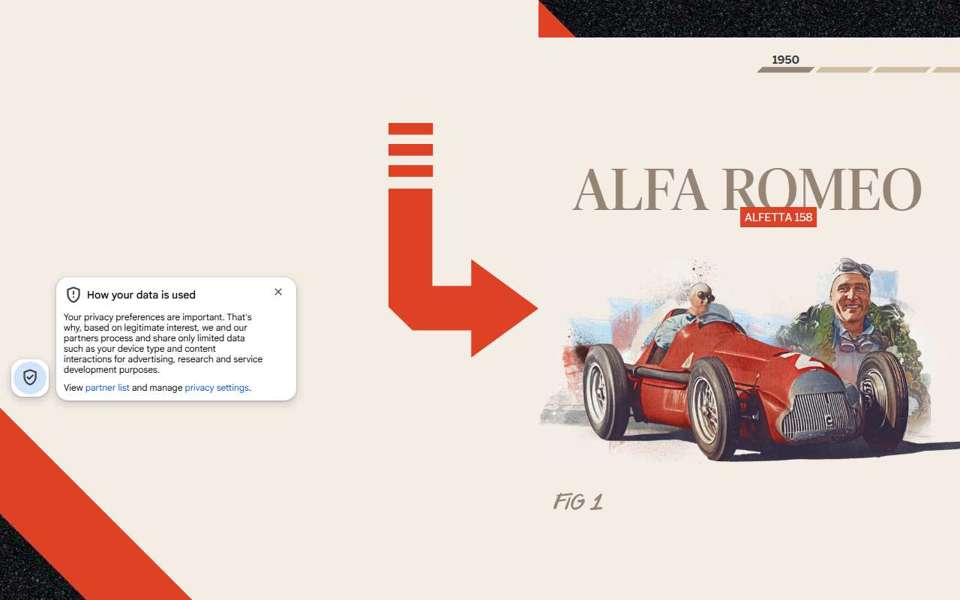 1950
ALFA ROMEO
ALFETTA 158
How your data is used
Your privacy preferences are important. That's
why, based on legitimate interest, we and our
partners process and share only limited data
such as your device type and content
interactions for advertising, research and service
development purposes.
View partner list and manage privacy settings.
FIG 1